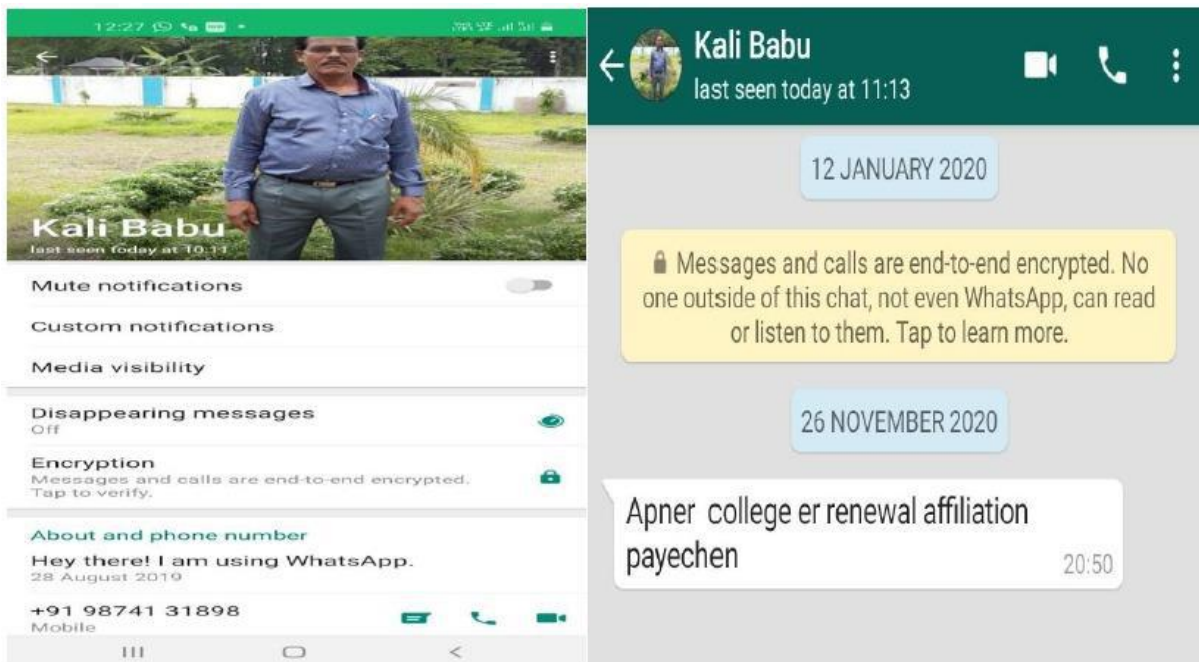 12:27
Kali Babu
last seen today at 10:11
Mute notifications
Custom notifications
Media visibility
Disappearing messages
Off
Encryption
Messages and calls are end-to-end encrypted.
Tap to verify.
About and phone number
Hey there! I am using WhatsApp.
28 August 2019
+91 98741 31898
Mobile
Kali Babu
last seen today at 11:13
12 JANUARY 2020
Messages and calls are end-to-end encrypted. No
one outside of this chat, not even WhatsApp, can read
or listen to them. Tap to learn more.
26 NOVEMBER 2020
Apner college er renewal affiliation
payechen
20:50